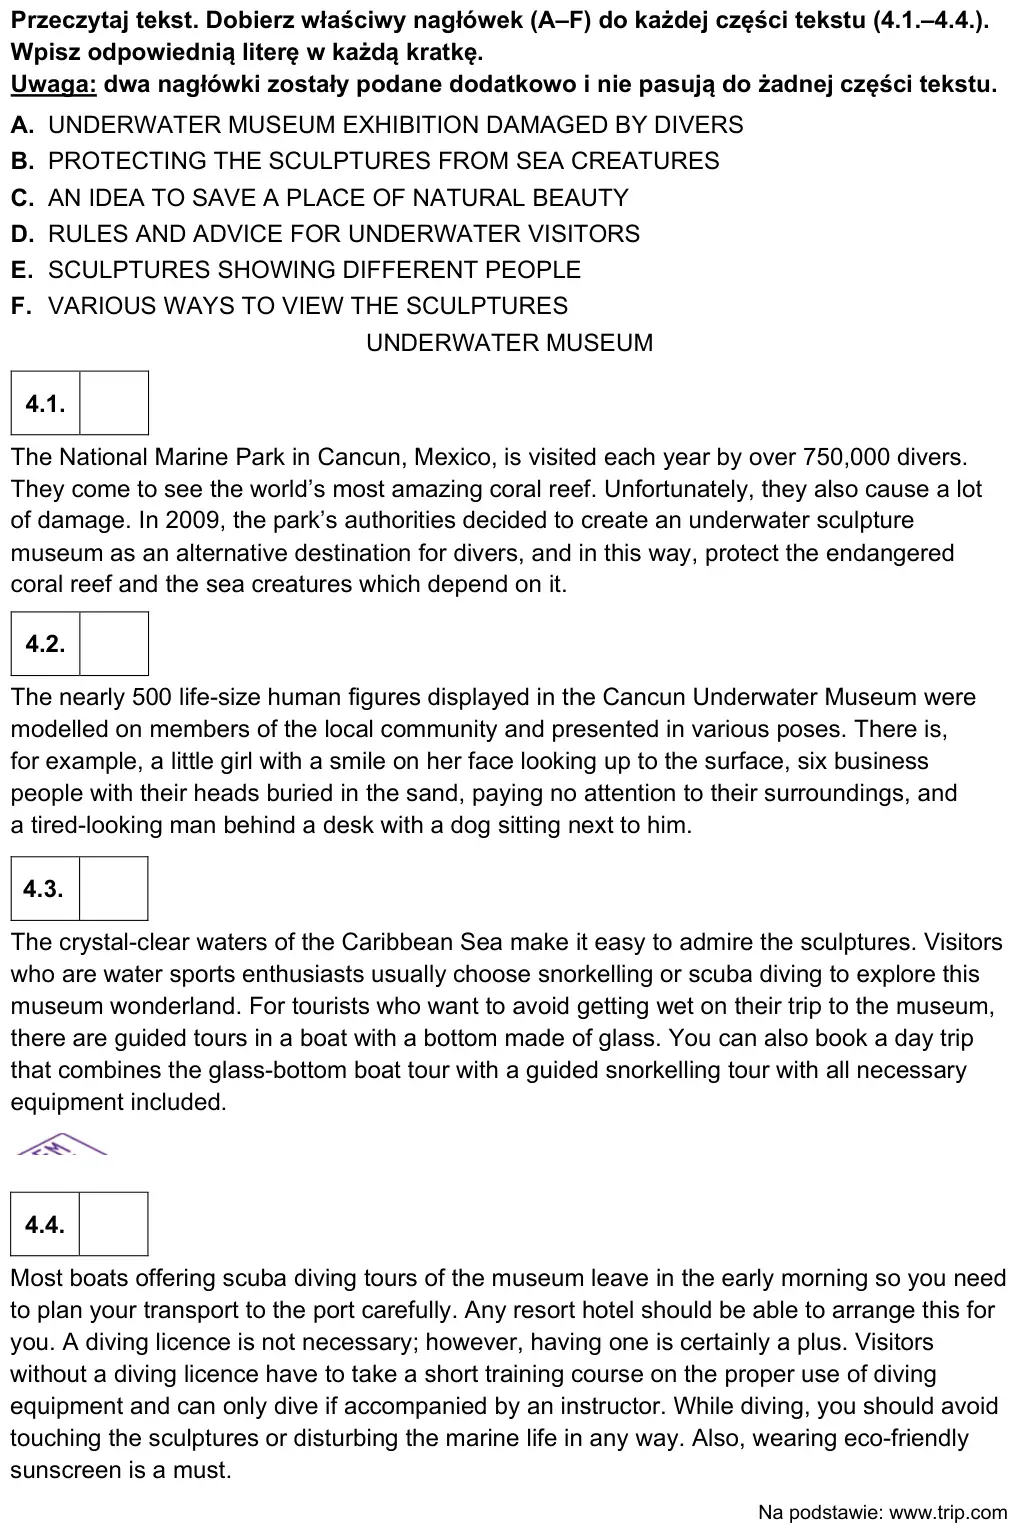 Przeczytaj tekst. Dobierz właściwy nagłówek (A–F) do każdej części tekstu (4.1.–4.4.).
Wpisz odpowiednią literę w każdą kratkę.
Uwaga: dwa nagłówki zostały podane dodatkowo i nie pasują do żadnej części tekstu.
A. UNDERWATER MUSEUM EXHIBITION DAMAGED BY DIVERS
B. PROTECTING THE SCULPTURES FROM SEA CREATURES
C. AN IDEA TO SAVE A PLACE OF NATURAL BEAUTY
D. RULES AND ADVICE FOR UNDERWATER VISITORS
E. SCULPTURES SHOWING DIFFERENT PEOPLE
F. VARIOUS WAYS TO VIEW THE SCULPTURES
UNDERWATER MUSEUM
4.1.
The National Marine Park in Cancun, Mexico, is visited each year by over 750,000 divers.
They come to see the world’s most amazing coral reef. Unfortunately, they also cause a lot
of damage. In 2009, the park’s authorities decided to create an underwater sculpture
museum as an alternative destination for divers, and in this way, protect the endangered
coral reef and the sea creatures which depend on it.
4.2.
The nearly 500 life-size human figures displayed in the Cancun Underwater Museum were
modelled on members of the local community and presented in various poses. There is,
for example, a little girl with a smile on her face looking up to the surface, six business
people with their heads buried in the sand, paying no attention to their surroundings, and
a tired-looking man behind a desk with a dog sitting next to him.
4.3.
The crystal-clear waters of the Caribbean Sea make it easy to admire the sculptures. Visitors
who are water sports enthusiasts usually choose snorkelling or scuba diving to explore this
museum wonderland. For tourists who want to avoid getting wet on their trip to the museum,
there are guided tours in a boat with a bottom made of glass. You can also book a day trip
that combines the glass-bottom boat tour with a guided snorkelling tour with all necessary
equipment included.
4.4.
Most boats offering scuba diving tours of the museum leave in the early morning so you need
to plan your transport to the port carefully. Any resort hotel should be able to arrange this for
you. A diving licence is not necessary; however, having one is certainly a plus. Visitors
without a diving licence have to take a short training course on the proper use of diving
equipment and can only dive if accompanied by an instructor. While diving, you should avoid
touching the sculptures or disturbing the marine life in any way. Also, wearing eco-friendly
sunscreen is a must.
Na podstawie: www.trip.com